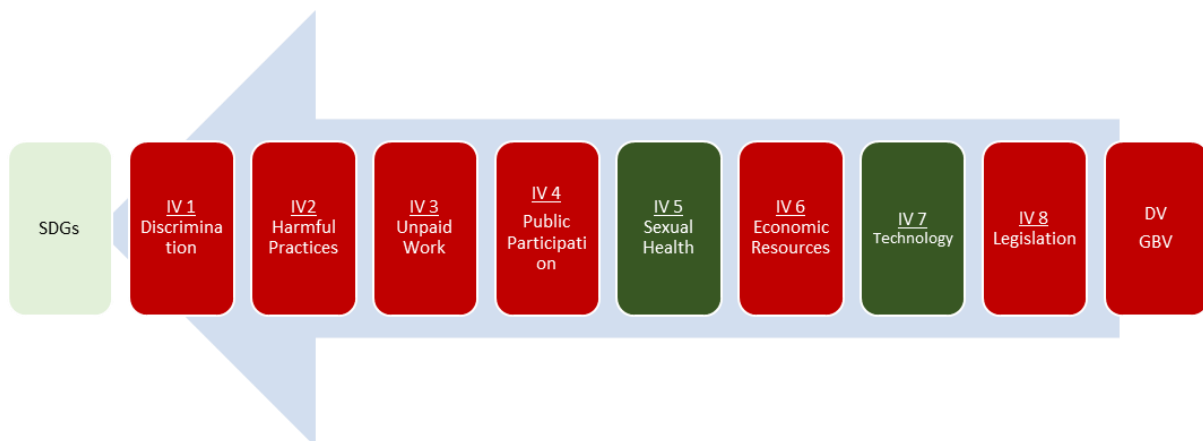 SDGs
IV 1
Discrimina
tion
IV2
Harmful
Practices
IV 3
Unpaid
Work
IV 4
Public
Participati
on
IV 5
Sexual
Health
IV 6
Economic
Resources
IV 7
Technology
IV 8
Legislation
DV
GBV